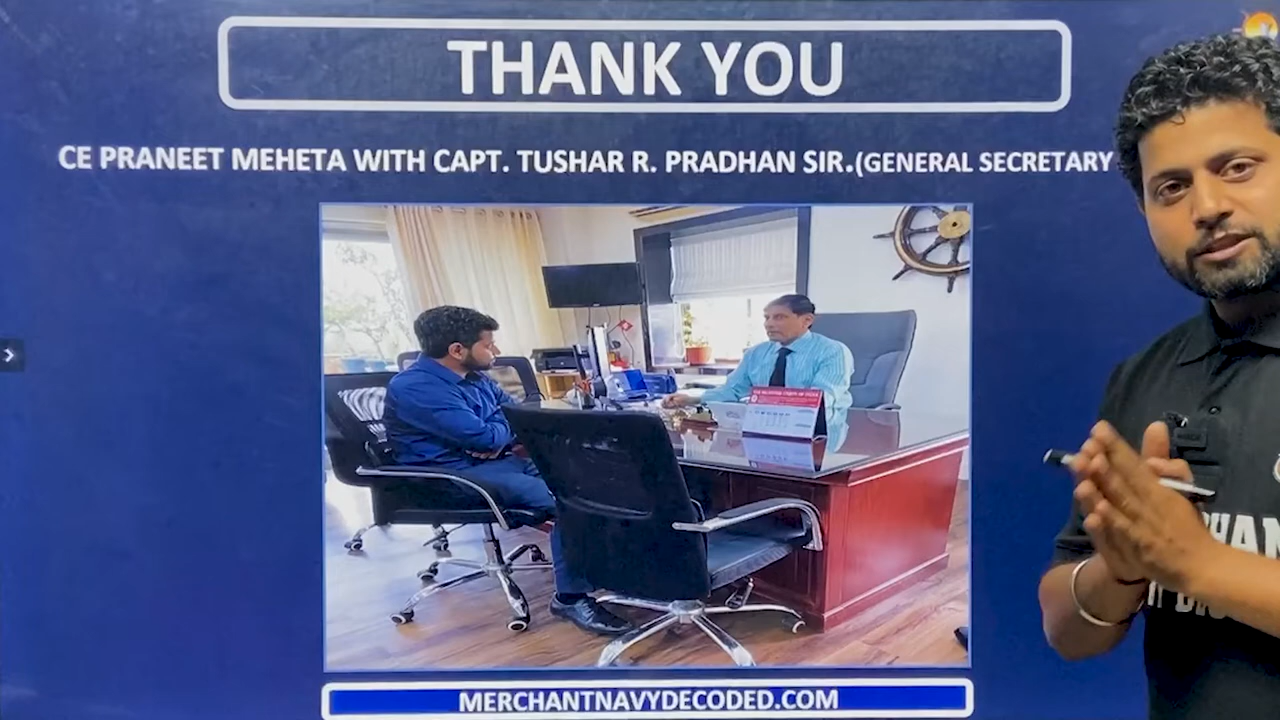 THANK YOU
CE PRANEET MEHETA WITH CAPT. TUSHAR R. PRADHAN SIR.(GENERAL SECRETARY
MERCHANTNAVYDECODED.COM